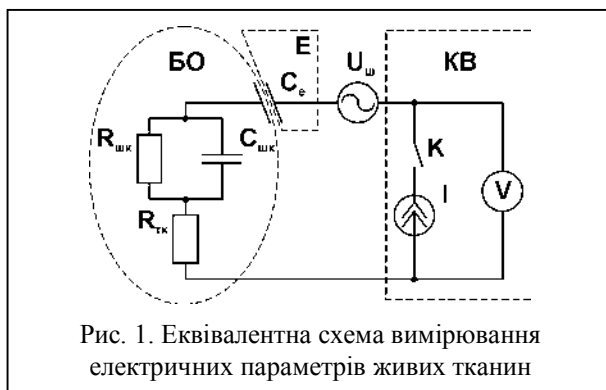 БО
E
Uш
КВ
Cе
Rшк
Cшк
K
I
V
Rтк
Рис. 1. Еквівалентна схема вимірювання
електричних параметрів живих тканин